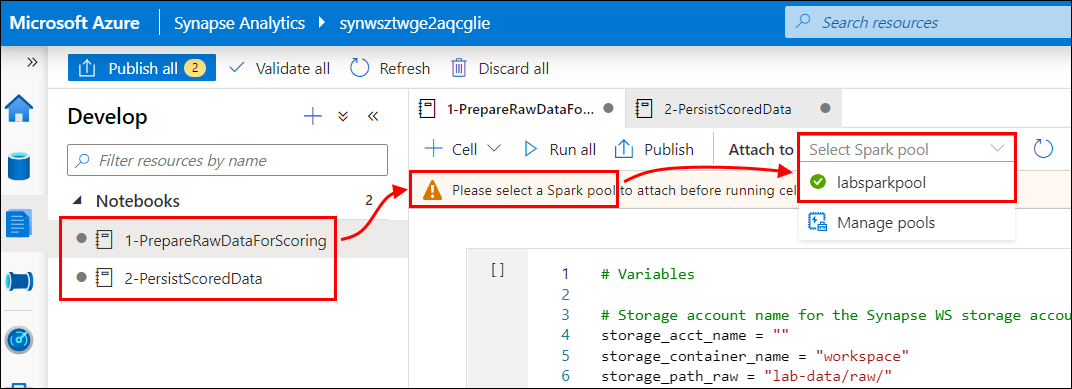 Microsoft Azure Synapse Analytics synwsztwge2aqcglie Search resources
Publish all 2 Validate all Refresh Discard all
Develop
1-PrepareRawDataFo... 2-PersistScoredData
Filter resources by name
+ Cell Run all Publish Attach to Select Spark pool
Please select a Spark pool to attach before running cel
labsparkpool
Manage pools
Notebooks 2
1-PrepareRawDataForScoring
2-PersistScoredData
[ ] 1 # Variables
2
3 # Storage account name for the Synapse WS storage accou
4 storage_acct_name = ""
5 storage_container_name = "workspace"
6 storage_path_raw = "lab-data/raw/"